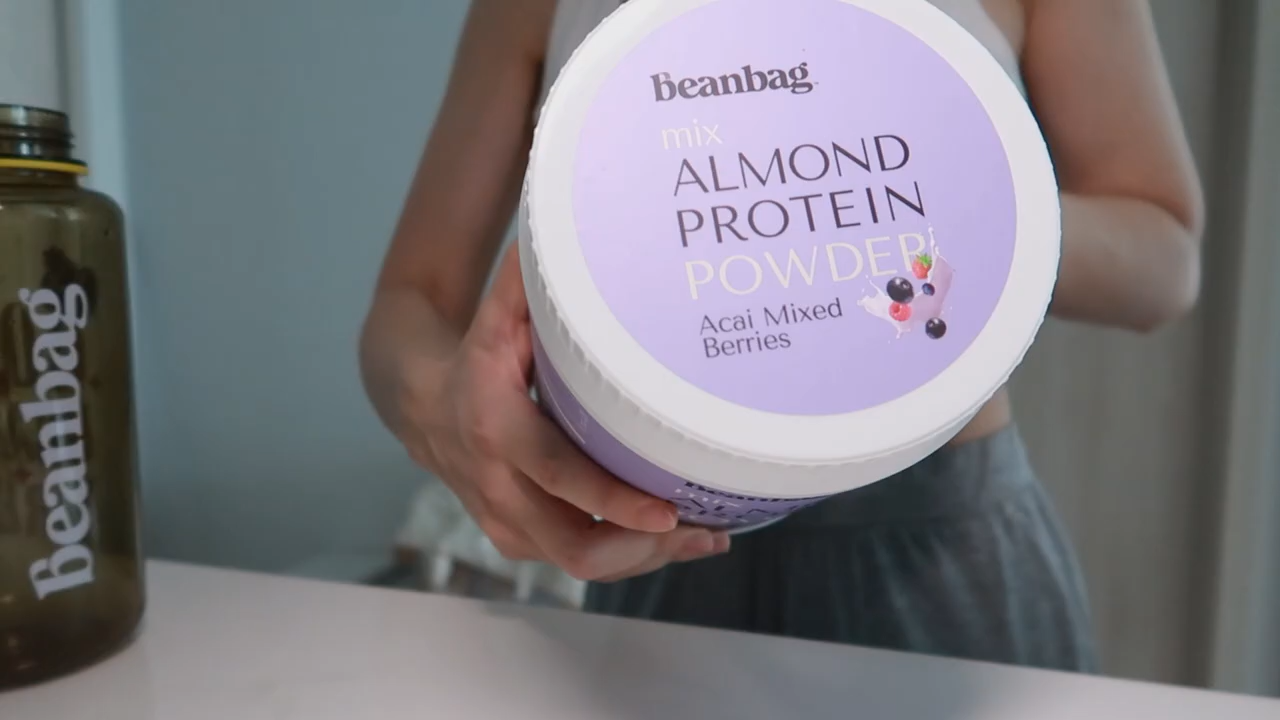 beanbag
mix
ALMOND
PROTEIN
POWDER
Acai Mixed
Berries
beanbag